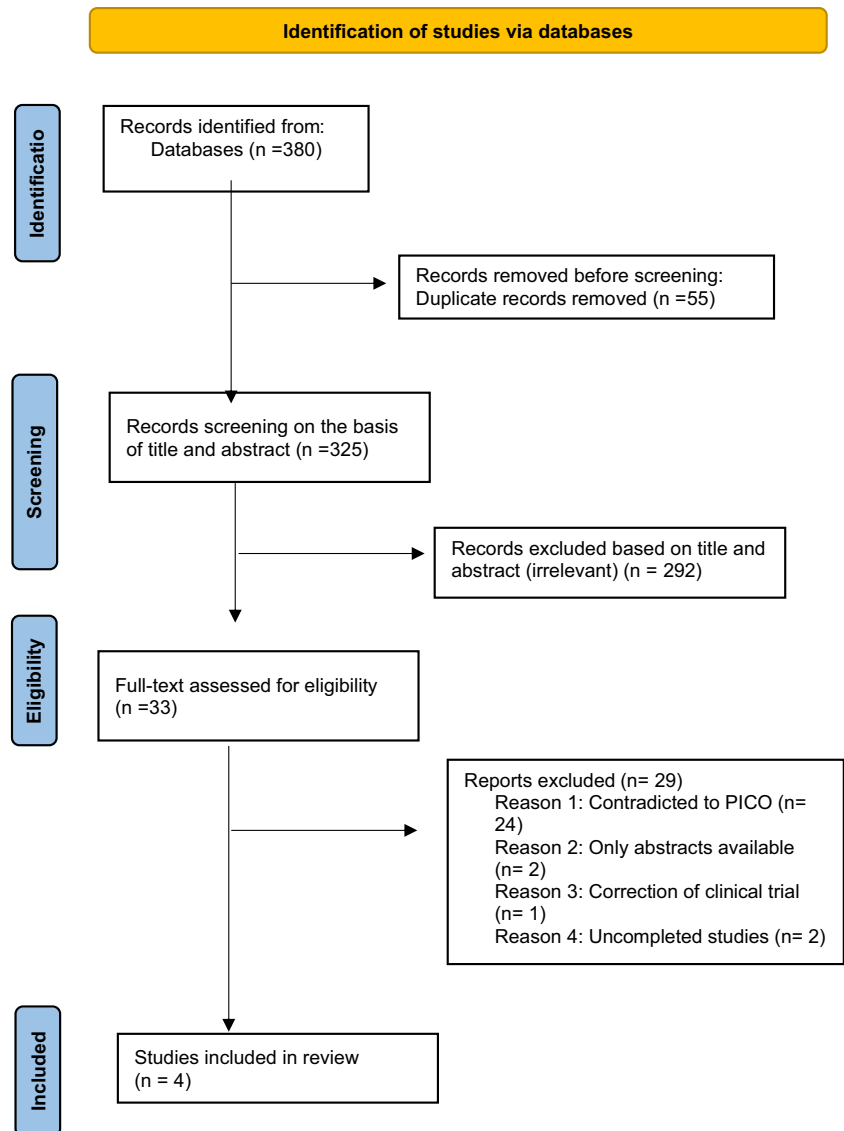 Identification of studies via databases
Identificatio
Records identified from:
Databases (n =380)
Records removed before screening:
Duplicate records removed (n =55)
Screening
Records screening on the basis
of title and abstract (n =325)
Records excluded based on title and
abstract (irrelevant) (n = 292)
Eligibility
Full-text assessed for eligibility
(n =33)
Reports excluded (n= 29)
Reason 1: Contradicted to PICO (n=
24)
Reason 2: Only abstracts available
(n= 2)
Reason 3: Correction of clinical trial
(n= 1)
Reason 4: Uncompleted studies (n= 2)
Included
Studies included in review
(n = 4)